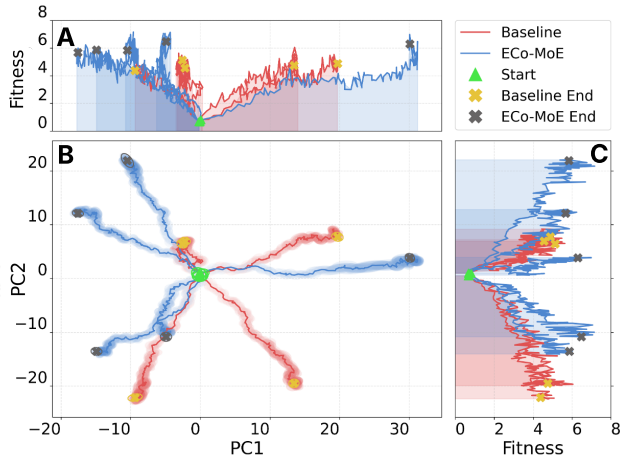 A
Fitness
8
6
4
2
0
Baseline
ECo-MoE
Start
Baseline End
ECo-MoE End
B
PC2
20
10
0
−10
−20
−20
−10
0
10
20
30
PC1
C
0
2
4
6
8
Fitness